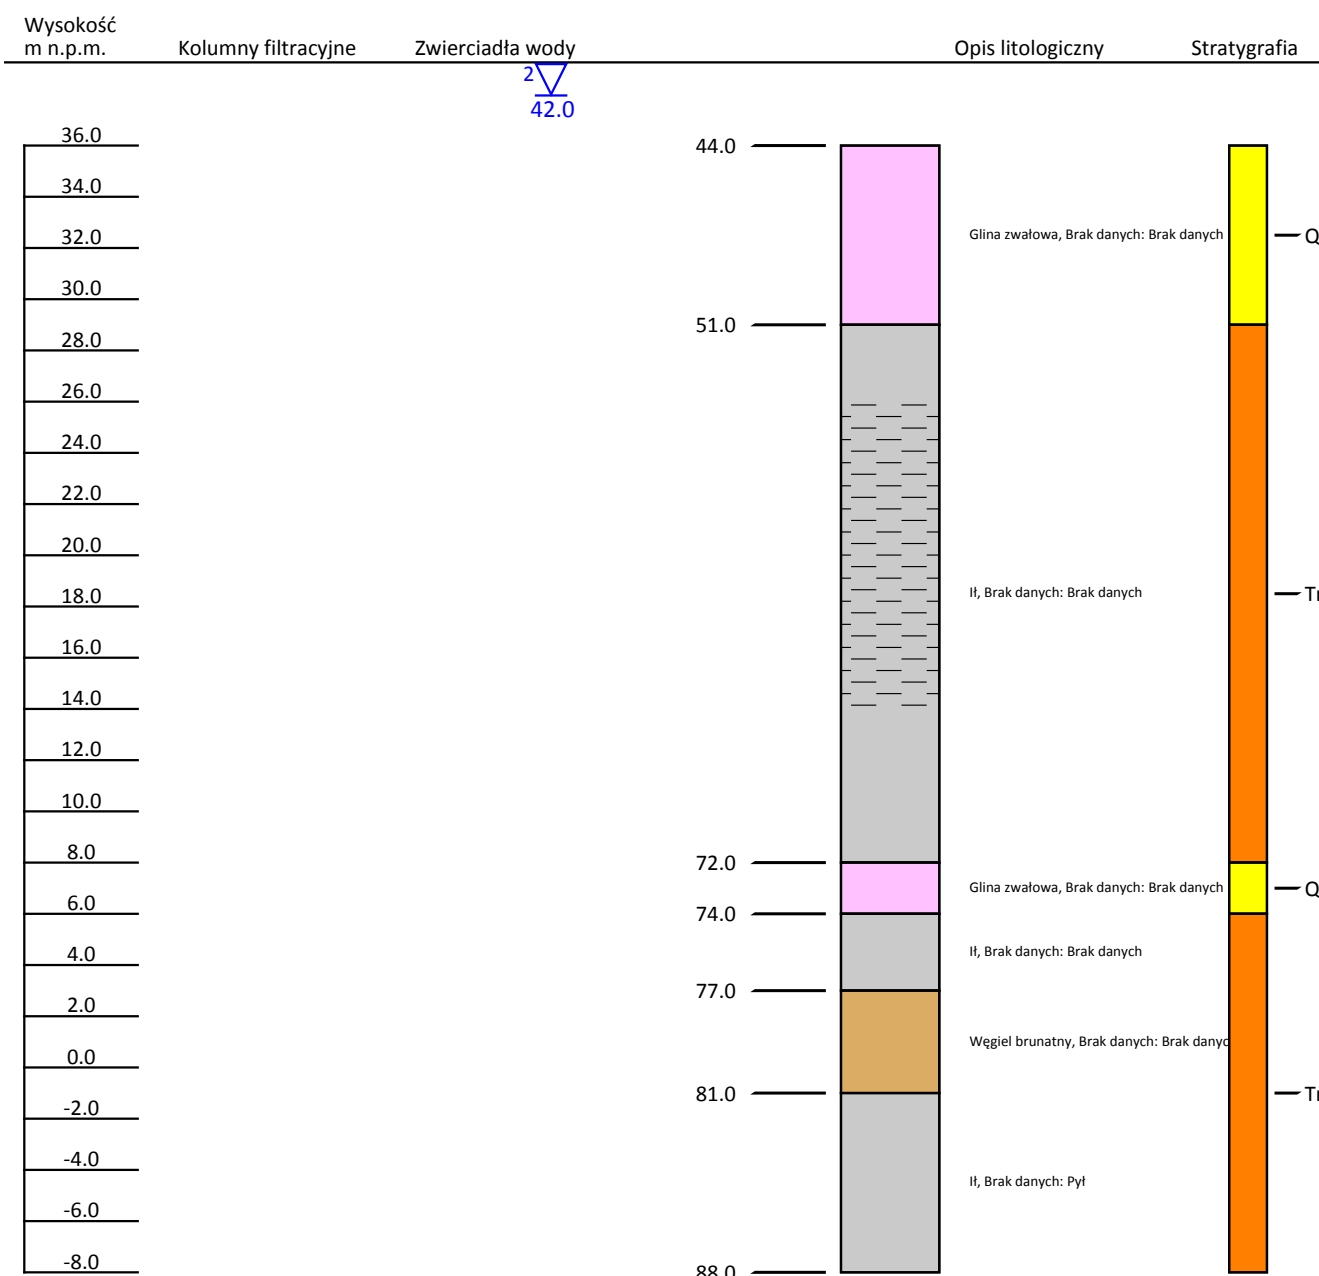 Wysokość
m n.p.m. Kolumny filtracyjne Zwierciadła wody Opis litologiczny Stratygrafia
2
42.0
36.0 44.0
34.0
32.0 Glina zwałowa, Brak danych: Brak danych Q
30.0
51.0
28.0
26.0
24.0
22.0
20.0
18.0 Ił, Brak danych: Brak danych Tr
16.0
14.0
12.0
10.0
8.0 72.0
Glina zwałowa, Brak danych: Brak danych Q
6.0 74.0
4.0 Ił, Brak danych: Brak danych
77.0
2.0
0.0 Węgiel brunatny, Brak danych: Brak danyc
-2.0 81.0 Tr
-4.0
Ił, Brak danych: Pył
-6.0
-8.0 88.0